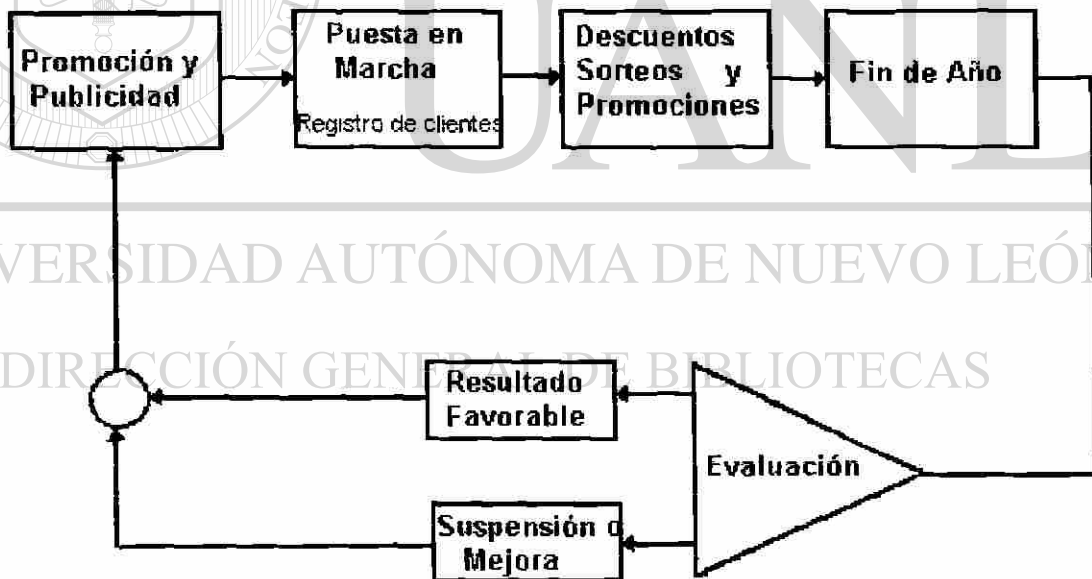 Promoción y
Publicidad
Puesta en
Marcha
Registro de clientes
Descuentos
Sorteos y
Promociones
Fin de Año
UANL
VERSIDAD AUTÓNOMA DE NUEVO LEÓ
DIRECCIÓN GENERAL DE BIBLIOTECAS
Resultado
Favorable
Evaluación
Suspensión o
Mejora